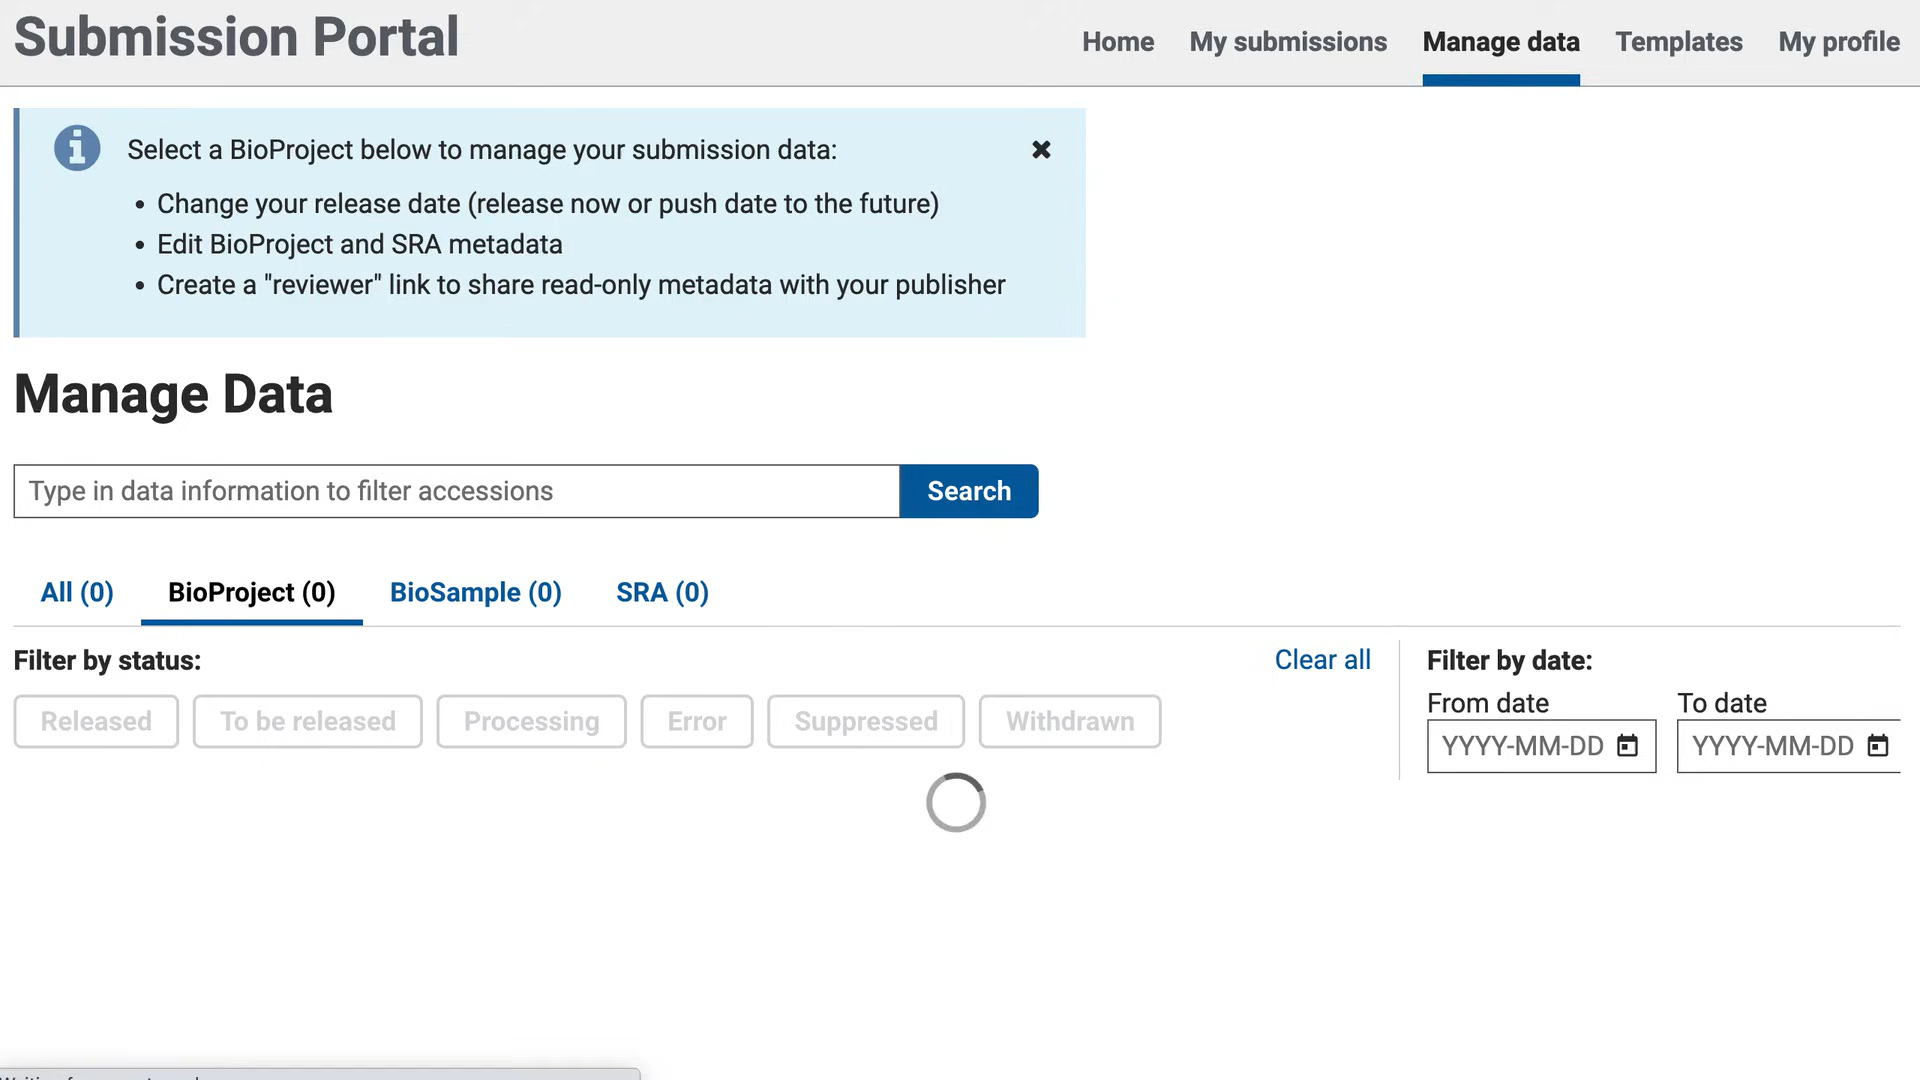 Submission Portal
Home My submissions Manage data Templates My profile
Select a BioProject below to manage your submission data:
• Change your release date (release now or push date to the future)
• Edit BioProject and SRA metadata
• Create a "reviewer" link to share read-only metadata with your publisher
Manage Data
Type in data information to filter accessions Search
All (0) BioProject (0) BioSample (0) SRA (0)
Filter by status: Clear all Filter by date:
From date To date
Released To be released Processing Error Suppressed Withdrawn
YYYY-MM-DD YYYY-MM-DD